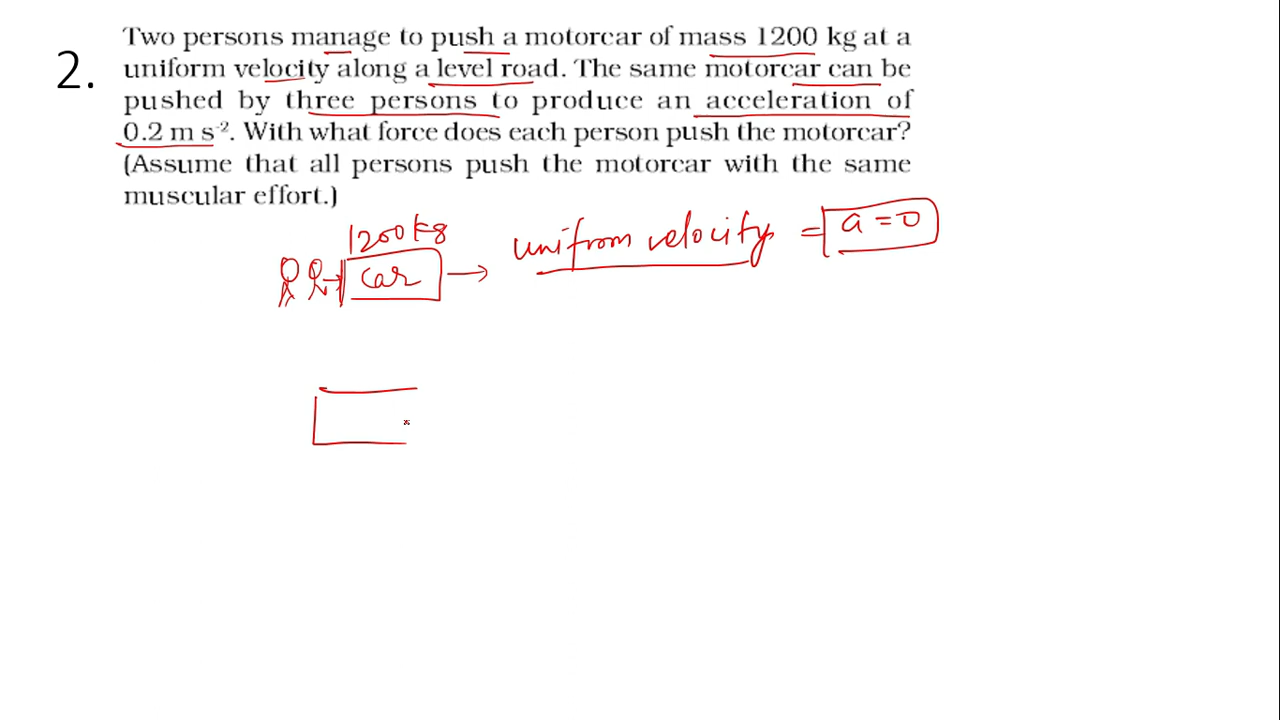 2.
Two persons manage to push a motorcar of mass 1200 kg at a
uniform velocity along a level road. The same motorcar can be
pushed by three persons to produce an acceleration of
0.2 m s⁻². With what force does each person push the motorcar?
(Assume that all persons push the motorcar with the same
muscular effort.)
1200 kg
car → unifrom velocity = a = 0